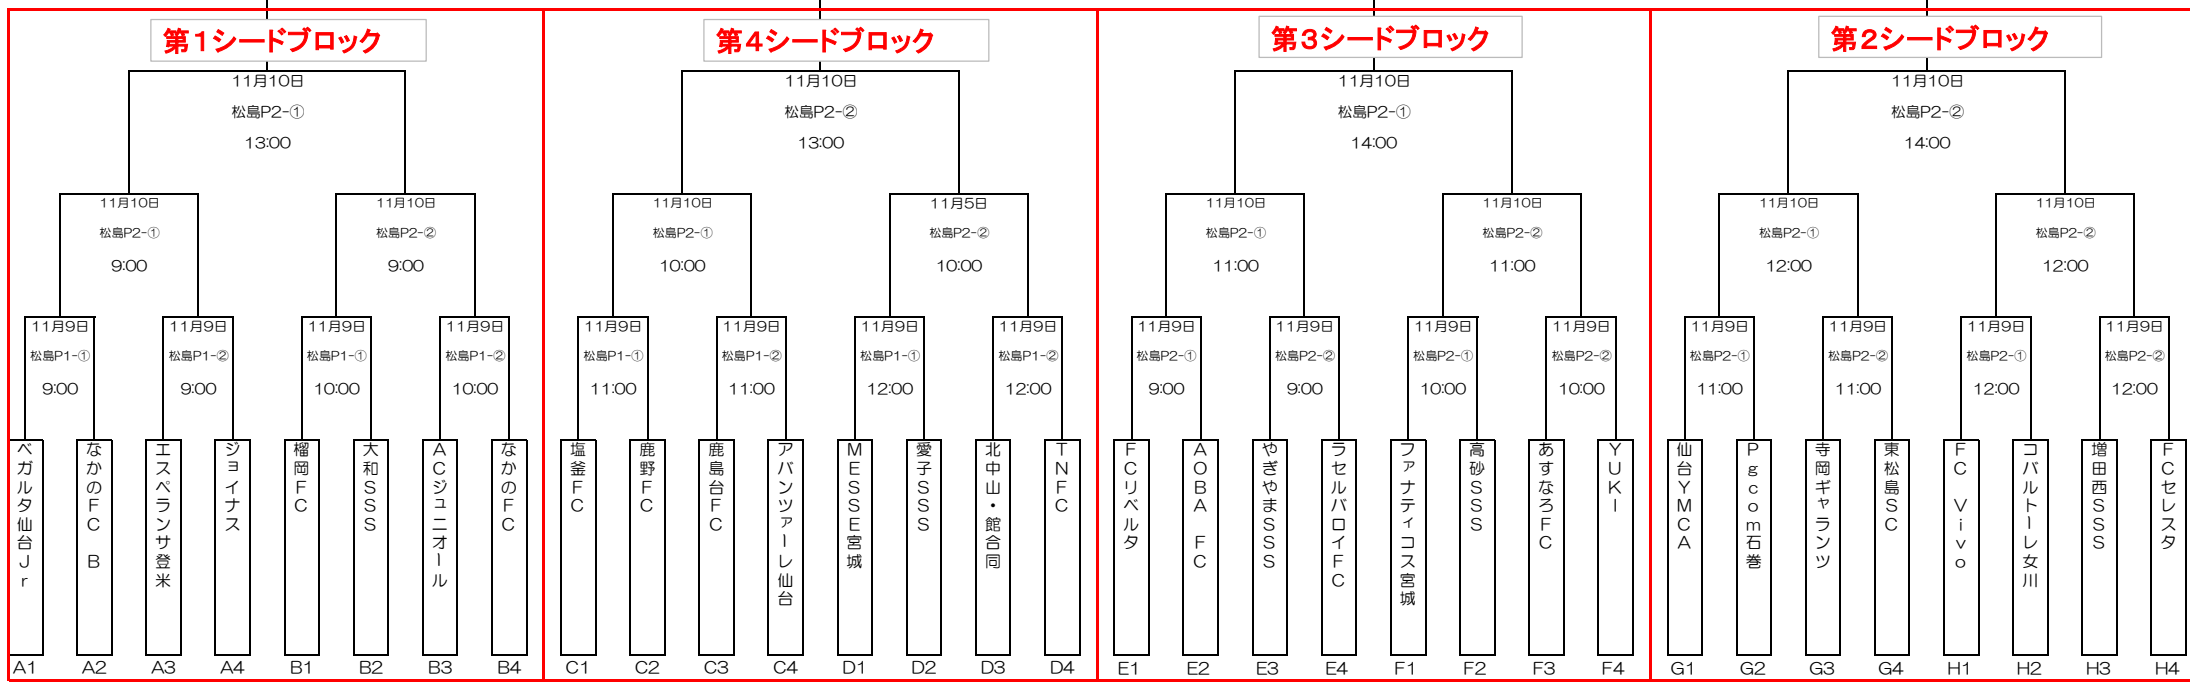 第１シードブロック
第４シードブロック
第３シードブロック
第２シードブロック
11月10日
松島P2-①
13:00
11月10日
松島P2-②
13:00
11月10日
松島P2-①
14:00
11月10日
松島P2-②
14:00
11月10日
松島P2-①
9:00
11月10日
松島P2-②
9:00
11月10日
松島P2-①
10:00
11月5日
松島P2-②
10:00
11月10日
松島P2-①
11:00
11月10日
松島P2-②
11:00
11月10日
松島P2-①
12:00
11月10日
松島P2-②
12:00
11月9日
松島P1-①
9:00
11月9日
松島P1-②
9:00
11月9日
松島P1-①
10:00
11月9日
松島P1-②
10:00
11月9日
松島P1-①
11:00
11月9日
松島P1-②
11:00
11月9日
松島P1-①
12:00
11月9日
松島P1-②
12:00
11月9日
松島P2-①
9:00
11月9日
松島P2-②
9:00
11月9日
松島P2-①
10:00
11月9日
松島P2-②
10:00
11月9日
松島P2-①
11:00
11月9日
松島P2-②
11:00
11月9日
松島P2-①
12:00
11月9日
松島P2-②
12:00
ベガルタ仙台Ｊｒ
なかのＦＣ　Ｂ
エスペランサ登米
ジョイナス
榴岡ＦＣ
大和ＳＳＳ
ＡＣジュニオール
なかのＦＣ
塩釜ＦＣ
鹿野ＦＣ
鹿島台ＦＣ
アバンツァーレ仙台
ＭＥＳＳＥ宮城
愛子ＳＳＳ
北中山・館合同
ＴＮＦＣ
ＦＣリベルタ
ＡＯＢＡ　ＦＣ
やぎやまＳＳＳ
ラセルバロイＦＣ
ファナティコス宮城
高砂ＳＳＳ
あすなろＦＣ
ＹＵＫＩ
仙台ＹＭＣＡ
Ｐｇｃｏｍ石巻
寺岡ギャランツ
東松島ＳＣ
ＦＣ　Ｖｉｖｏ
コバルトーレ女川
増田西ＳＳＳ
ＦＣセレスタ
A1
A2
A3
A4
B1
B2
B3
B4
C1
C2
C3
C4
D1
D2
D3
D4
E1
E2
E3
E4
F1
F2
F3
F4
G1
G2
G3
G4
H1
H2
H3
H4